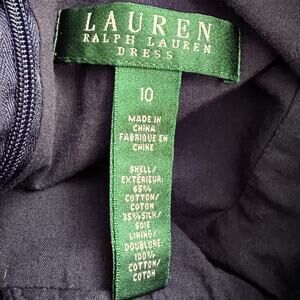 LAUREN
RALPH LAUREN
DRESS
10
MADE IN
CHINA
FABRIQUE EN
CHINE
SHELL/
EXTÉRIEUR:
65%
COTTON/
COTON
35%SILK/
SOIE
LINING/
DOUBLURE:
100%
COTTON/
COTON